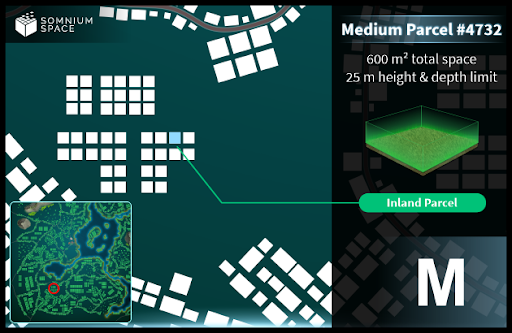 SOMNIUM
SPACE
Medium Parcel #4732
600 m² total space
25 m height & depth limit
Inland Parcel
M